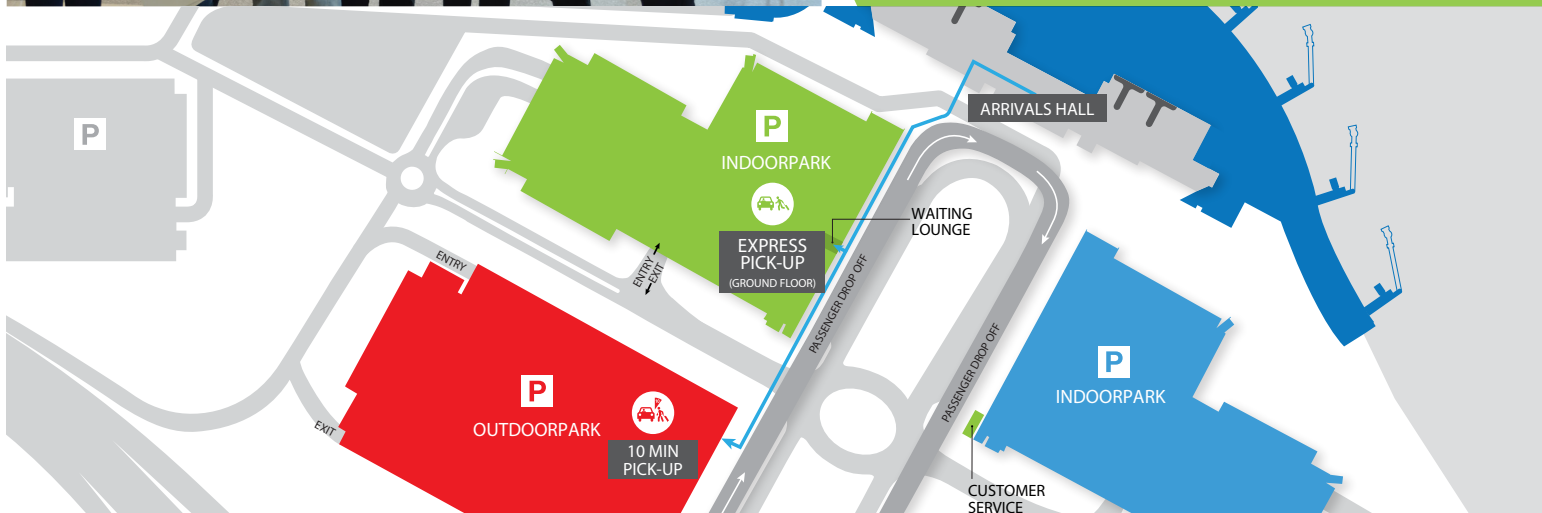 P
P
INDOORPARK
EXPRESS
PICK-UP
(GROUND FLOOR)
ARRIVALS HALL
WAITING
LOUNGE
ENTRY
ENTRY
EXIT
PASSENGER DROP OFF
P
OUTDOORPARK
P
10 MIN
PICK-UP
EXIT
PASSENGER DROP OFF
P
INDOORPARK
CUSTOMER
SERVICE